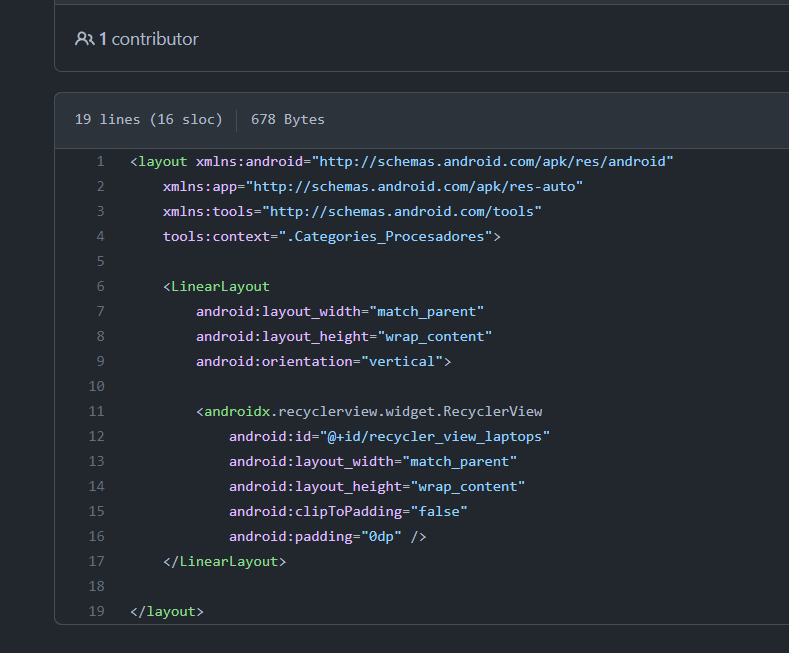 1 contributor
19 lines (16 sloc) 678 Bytes
1 <layout xmlns:android="http://schemas.android.com/apk/res/android"
2     xmlns:app="http://schemas.android.com/apk/res-auto"
3     xmlns:tools="http://schemas.android.com/tools"
4     tools:context=".Categories_Procesadores">
5
6     <LinearLayout
7         android:layout_width="match_parent"
8         android:layout_height="wrap_content"
9         android:orientation="vertical">
10
11         <androidx.recyclerview.widget.RecyclerView
12             android:id="@+id/recycler_view_laptops"
13             android:layout_width="match_parent"
14             android:layout_height="wrap_content"
15             android:clipToPadding="false"
16             android:padding="0dp" />
17     </LinearLayout>
18
19 </layout>